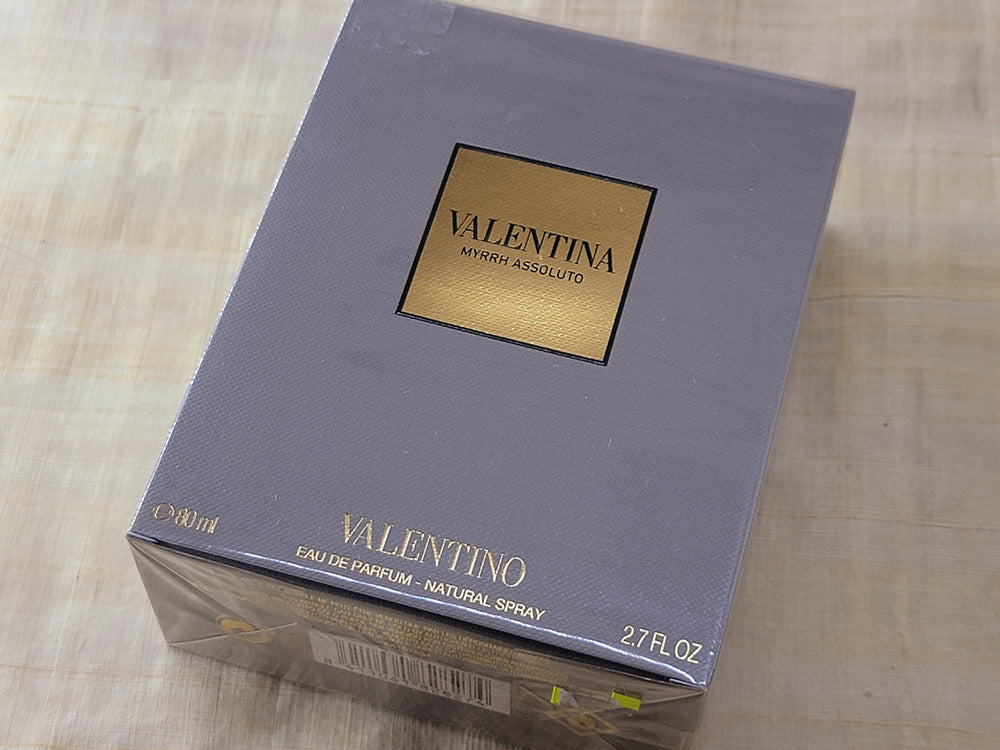 VALENTINA
MYRRH ASSOLUTO
℮ 80 ml
VALENTINO
EAU DE PARFUM - NATURAL SPRAY
2.7 FL OZ